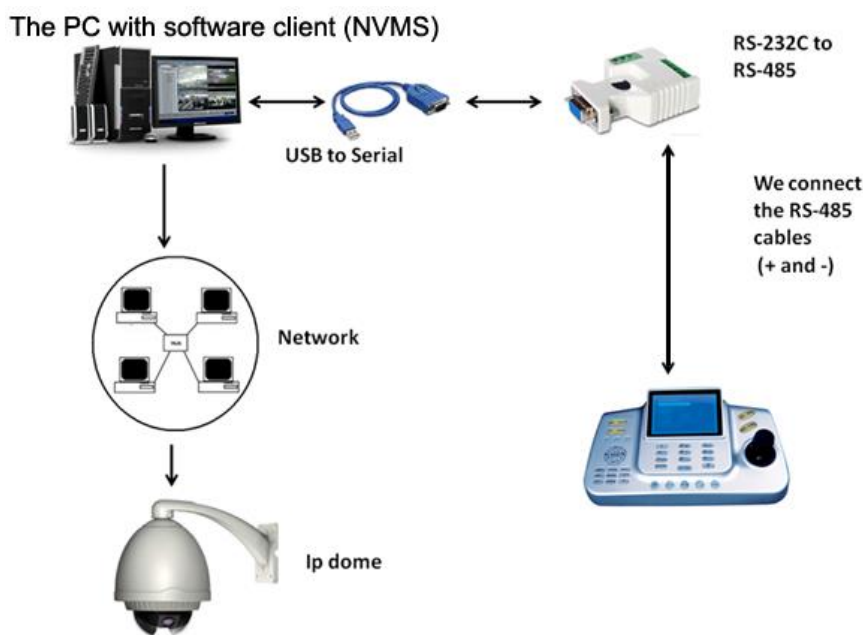 The PC with software client (NVMS)
RS-232C to
RS-485
USB to Serial
We connect
the RS-485
cables
(+ and -)
Network
Ip dome